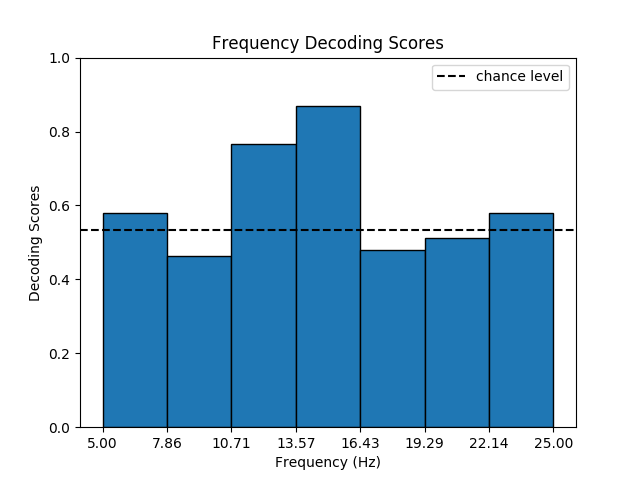 Frequency Decoding Scores
1.0
chance level
0.8
0.6
0.4
0.2
0.0
Decoding Scores
5.00 7.86 10.71 13.57 16.43 19.29 22.14 25.00
Frequency (Hz)